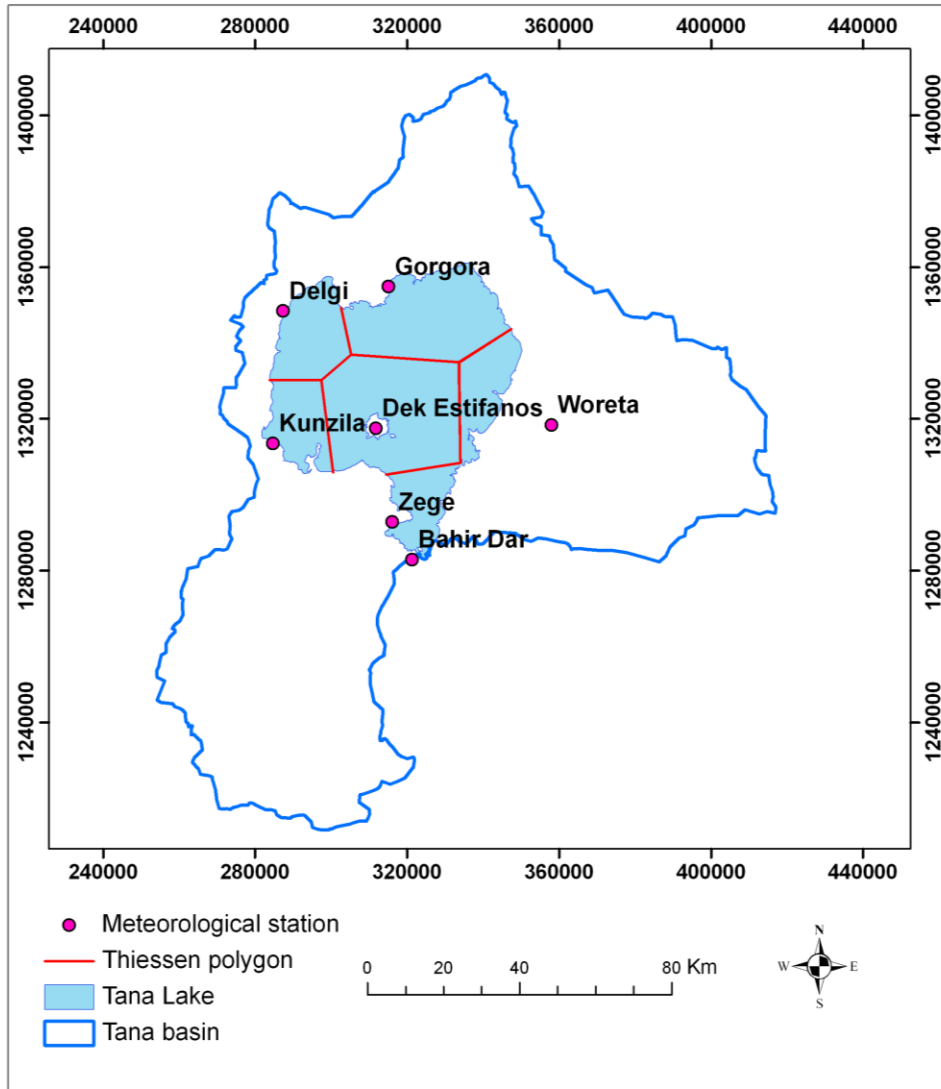 240000 280000 320000 360000 400000 440000
1400000 1400000
1360000 1360000
Gorgora
Delgi
1320000 1320000
Kunzila Dek Estifanos Woreta
Zege
Bahir Dar
1280000 1280000
1240000 1240000
240000 280000 320000 360000 400000 440000
Meteorological station
Thiessen polygon
Tana Lake
Tana basin
0 20 40 80 Km
N
W E
S